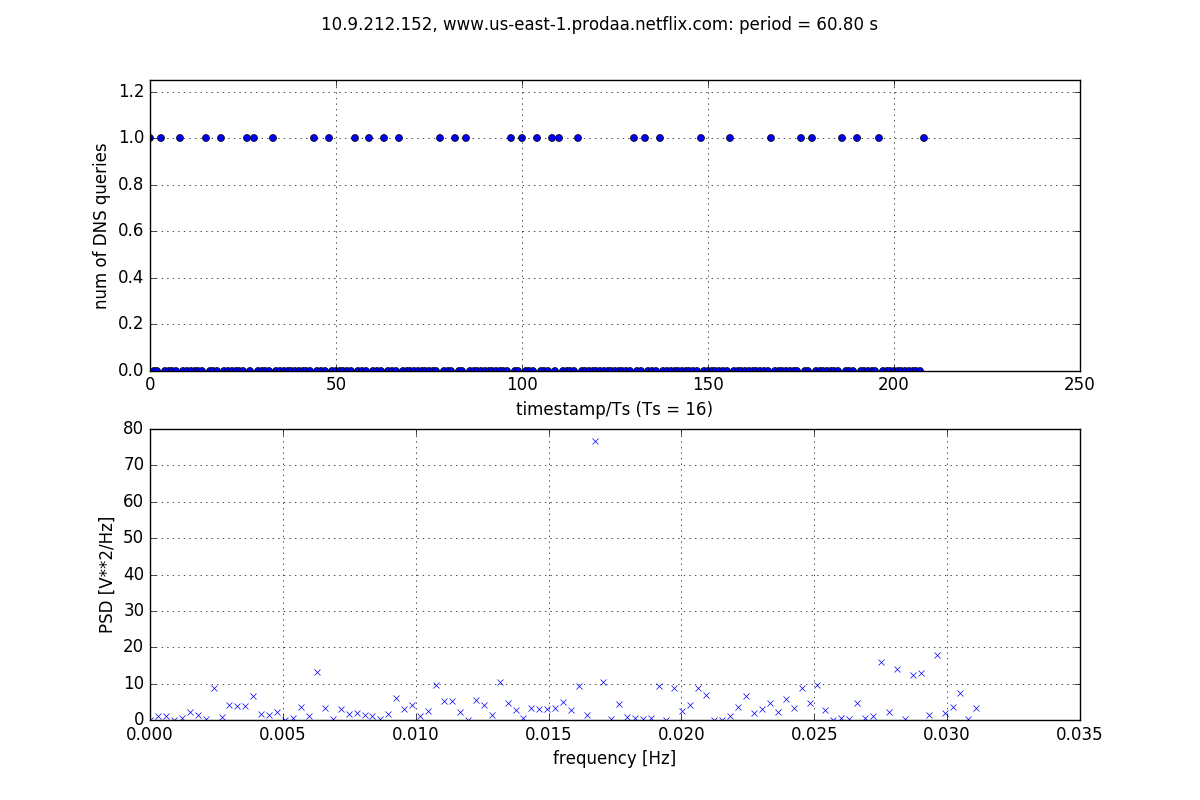 10.9.212.152, www.us-east-1.prodaa.netflix.com: period = 60.80 s
1.2
1.0
0.8
0.6
0.4
0.2
0.0
num of DNS queries
0 50 100 150 200 250
timestamp/Ts (Ts = 16)
80
70
60
50
40
30
20
10
0
PSD [V**2/Hz]
0.000 0.005 0.010 0.015 0.020 0.025 0.030 0.035
frequency [Hz]